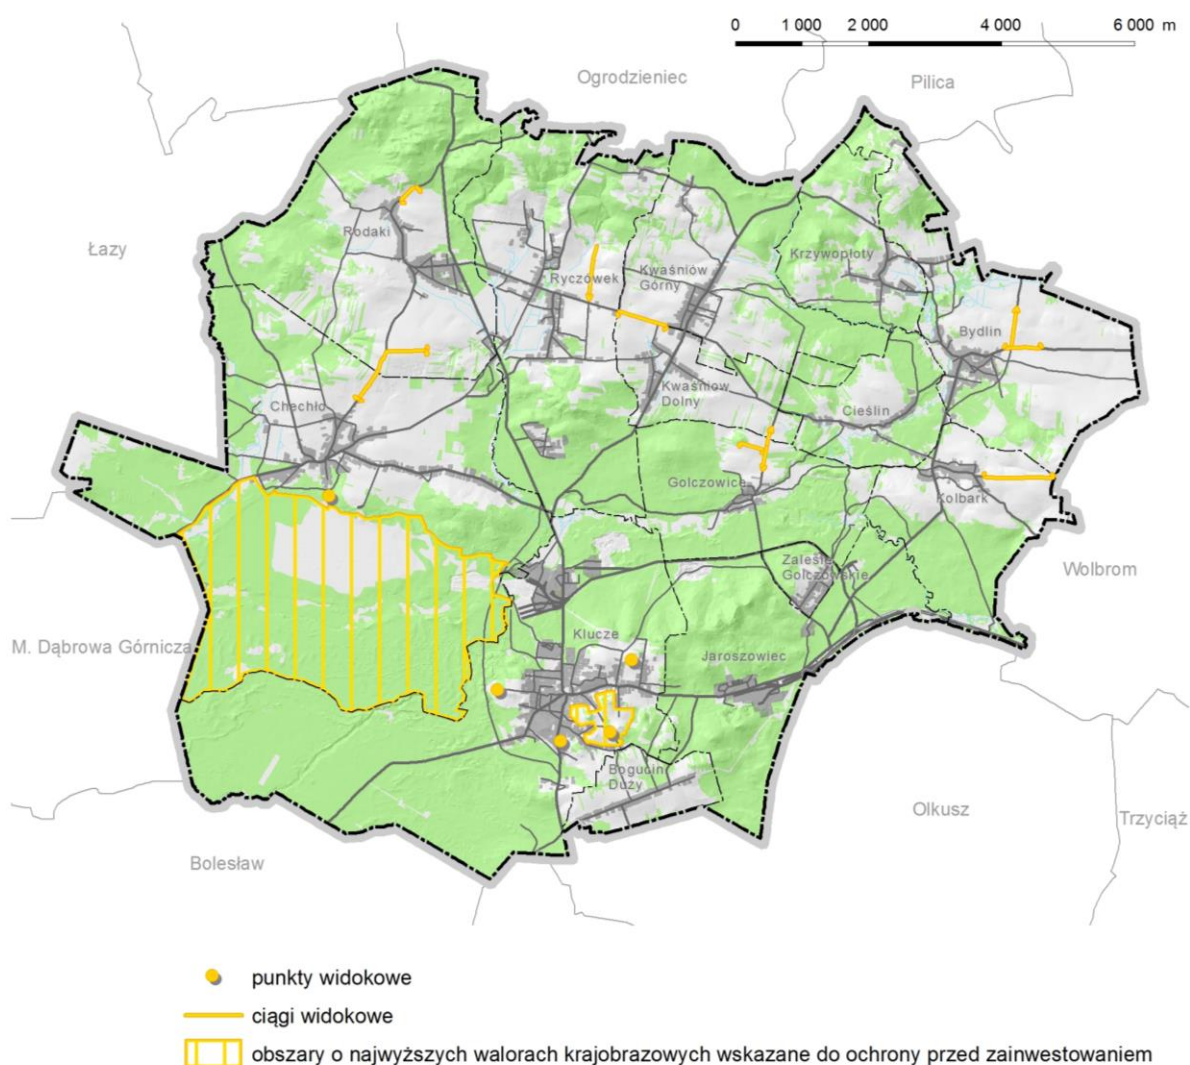 0 1 000 2 000 4 000 6 000 m
Ogrodzieniec
Pilica
Łazy
Rodaki
Ryczówek
Kwaśniów
Górny
Krzywopłoty
Bydlin
Kwaśniow
Dolny
Chechło
Cieślin
Golczowice
Kolbark
Zalesie
Golczowskie
Wolbrom
Klucze
M. Dąbrowa Górnicza
Jaroszowiec
Bogucin
Duży
Olkusz
Trzyciąż
Bolesław
punkty widokowe
ciągi widokowe
obszary o najwyższych walorach krajobrazowych wskazane do ochrony przed zainwestowaniem